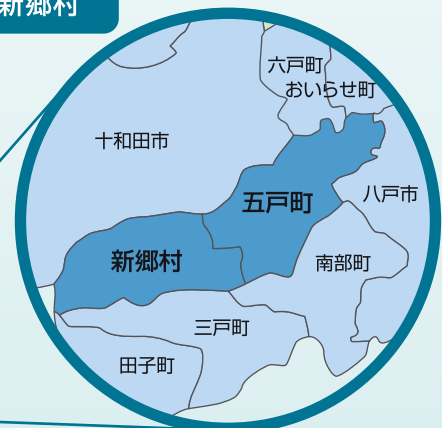 新郷村
六戸町
おいらせ町
十和田市
八戸市
五戸町
新郷村
南部町
三戸町
田子町